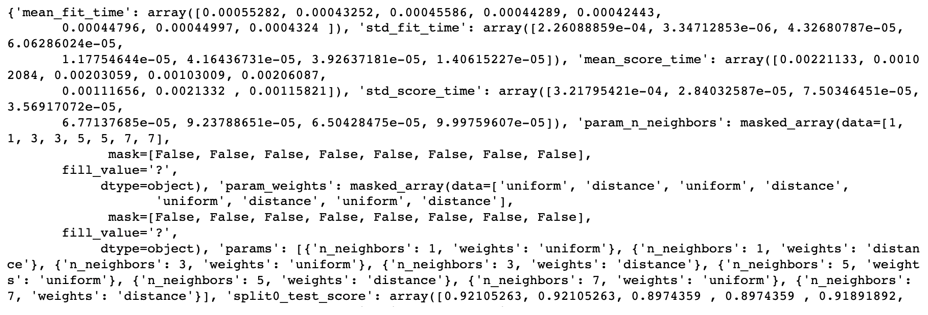 {'mean_fit_time': array([0.00055282, 0.00043252, 0.00045586, 0.00044289, 0.00042443,
       0.00044796, 0.00044997, 0.0004324 ]), 'std_fit_time': array([2.26088859e-04, 3.34712853e-06, 4.32680787e-05,
6.06286024e-05,
       1.17754644e-05, 4.16436731e-05, 3.92637181e-05, 1.40615227e-05]), 'mean_score_time': array([0.00221133, 0.0010
2084, 0.00203059, 0.00103009, 0.00206087,
       0.00111656, 0.0021332 , 0.00115821]), 'std_score_time': array([3.21795421e-04, 2.84032587e-05, 7.50346451e-05,
3.56917072e-05,
       6.77137685e-05, 9.23788651e-05, 6.50428475e-05, 9.99759607e-05]), 'param_n_neighbors': masked_array(data=[1,
1, 3, 3, 5, 5, 7, 7],
             mask=[False, False, False, False, False, False, False, False],
       fill_value='?',
            dtype=object), 'param_weights': masked_array(data=['uniform', 'distance', 'uniform', 'distance',
                   'uniform', 'distance', 'uniform', 'distance'],
             mask=[False, False, False, False, False, False, False, False],
       fill_value='?',
            dtype=object), 'params': [{'n_neighbors': 1, 'weights': 'uniform'}, {'n_neighbors': 1, 'weights': 'distan
ce'}, {'n_neighbors': 3, 'weights': 'uniform'}, {'n_neighbors': 3, 'weights': 'distance'}, {'n_neighbors': 5, 'weight
s': 'uniform'}, {'n_neighbors': 5, 'weights': 'distance'}, {'n_neighbors': 7, 'weights': 'uniform'}, {'n_neighbors':
7, 'weights': 'distance'}], 'split0_test_score': array([0.92105263, 0.92105263, 0.8974359 , 0.8974359 , 0.91891892,